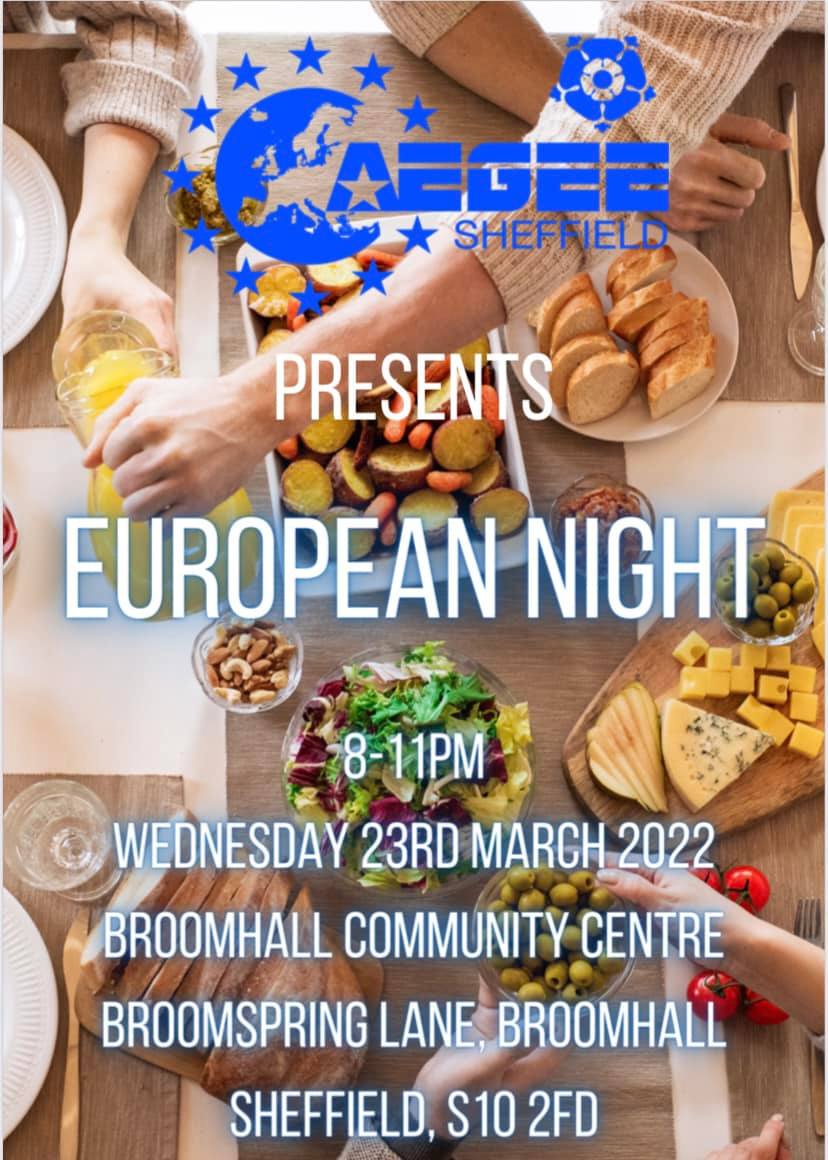 AEGEE
SHEFFIELD
PRESENTS
EUROPEAN NIGHT
8-11PM
WEDNESDAY 23RD MARCH 2022
BROOMHALL COMMUNITY CENTRE
BROOMSPRING LANE, BROOMHALL
SHEFFIELD, S10 2FD